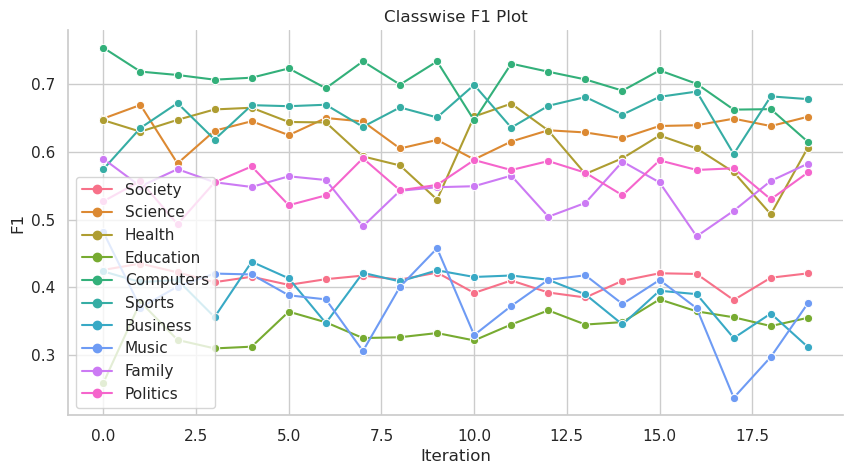 Classwise F1 Plot
F1
0.7
0.6
0.5
0.4
0.3
Society
Science
Health
Education
Computers
Sports
Business
Music
Family
Politics
0.0 2.5 5.0 7.5 10.0 12.5 15.0 17.5
Iteration